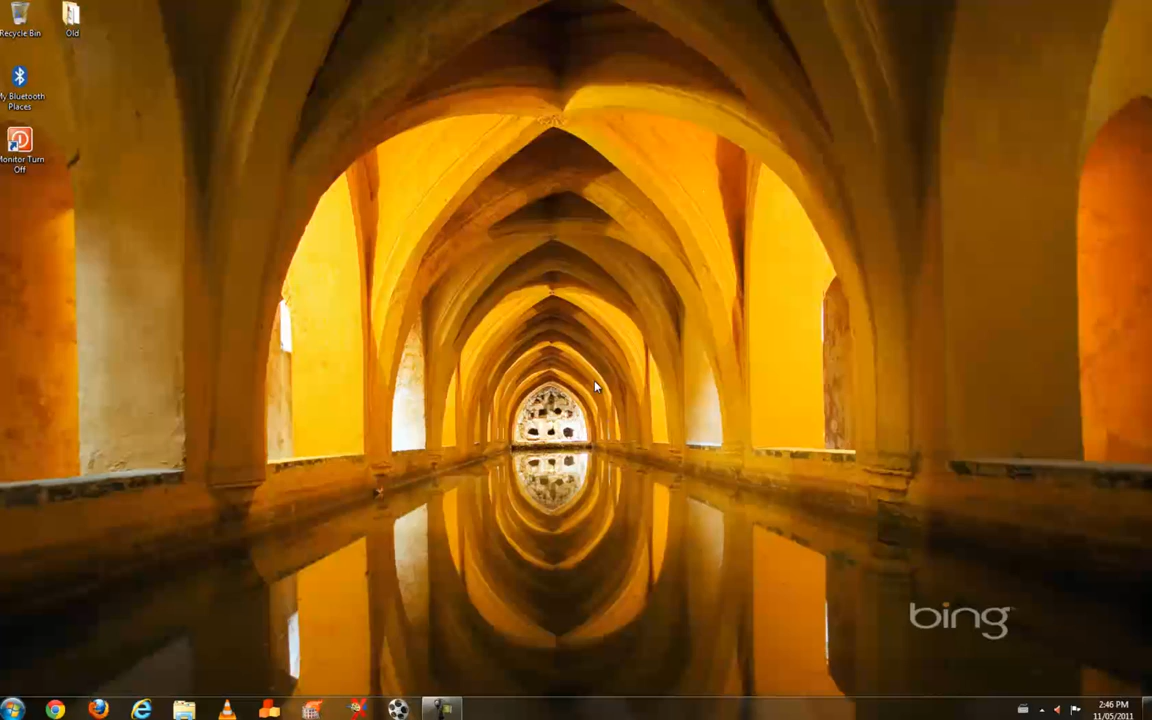 Recycle Bin
Old
My Bluetooth
Places
Monitor Turn
Off
bing
2:46 PM
11/05/2011